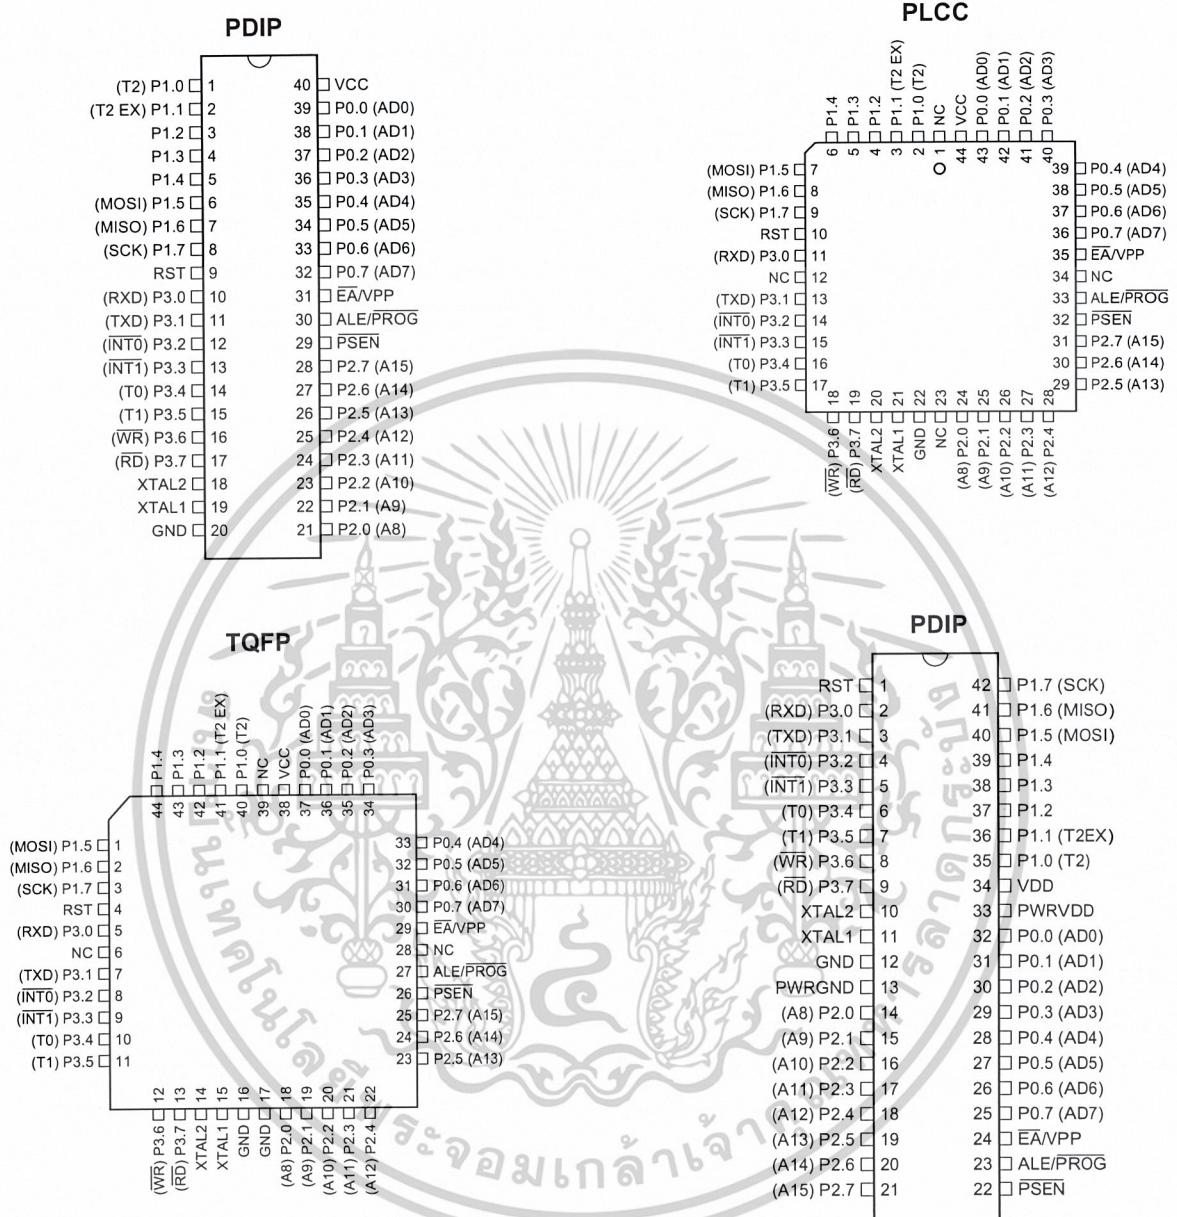 PDIP
(T2) P1.0 1
(T2 EX) P1.1 2
P1.2 3
P1.3 4
P1.4 5
(MOSI) P1.5 6
(MISO) P1.6 7
(SCK) P1.7 8
RST 9
(RXD) P3.0 10
(TXD) P3.1 11
(INT0) P3.2 12
(INT1) P3.3 13
(T0) P3.4 14
(T1) P3.5 15
(WR) P3.6 16
(RD) P3.7 17
XTAL2 18
XTAL1 19
GND 20
40 VCC
39 P0.0 (AD0)
38 P0.1 (AD1)
37 P0.2 (AD2)
36 P0.3 (AD3)
35 P0.4 (AD4)
34 P0.5 (AD5)
33 P0.6 (AD6)
32 P0.7 (AD7)
31 EA/VPP
30 ALE/PROG
29 PSEN
28 P2.7 (A15)
27 P2.6 (A14)
26 P2.5 (A13)
25 P2.4 (A12)
24 P2.3 (A11)
23 P2.2 (A10)
22 P2.1 (A9)
21 P2.0 (A8)
PLCC
6 P1.4
5 P1.3
4 P1.2
3 P1.1 (T2 EX)
2 P1.0 (T2)
1 NC
44 VCC
43 P0.0 (AD0)
42 P0.1 (AD1)
41 P0.2 (AD2)
40 P0.3 (AD3)
(MOSI) P1.5 7
(MISO) P1.6 8
(SCK) P1.7 9
RST 10
(RXD) P3.0 11
NC 12
(TXD) P3.1 13
(INT0) P3.2 14
(INT1) P3.3 15
(T0) P3.4 16
(T1) P3.5 17
39 P0.4 (AD4)
38 P0.5 (AD5)
37 P0.6 (AD6)
36 P0.7 (AD7)
35 EA/VPP
34 NC
33 ALE/PROG
32 PSEN
31 P2.7 (A15)
30 P2.6 (A14)
29 P2.5 (A13)
(WR) P3.6 18
(RD) P3.7 19
XTAL2 20
XTAL1 21
GND 22
NC 23
(A8) P2.0 24
(A9) P2.1 25
(A10) P2.2 26
(A11) P2.3 27
(A12) P2.4 28
TQFP
44 P1.4
43 P1.3
42 P1.2
41 P1.1 (T2 EX)
40 P1.0 (T2)
39 NC
38 VCC
37 P0.0 (AD0)
36 P0.1 (AD1)
35 P0.2 (AD2)
34 P0.3 (AD3)
(MOSI) P1.5 1
(MISO) P1.6 2
(SCK) P1.7 3
RST 4
(RXD) P3.0 5
NC 6
(TXD) P3.1 7
(INT0) P3.2 8
(INT1) P3.3 9
(T0) P3.4 10
(T1) P3.5 11
33 P0.4 (AD4)
32 P0.5 (AD5)
31 P0.6 (AD6)
30 P0.7 (AD7)
29 EA/VPP
28 NC
27 ALE/PROG
26 PSEN
25 P2.7 (A15)
24 P2.6 (A14)
23 P2.5 (A13)
(WR) P3.6 12
(RD) P3.7 13
XTAL2 14
XTAL1 15
GND 16
GND 17
(A8) P2.0 18
(A9) P2.1 19
(A10) P2.2 20
(A11) P2.3 21
(A12) P2.4 22
PDIP
RST 1
(RXD) P3.0 2
(TXD) P3.1 3
(INT0) P3.2 4
(INT1) P3.3 5
(T0) P3.4 6
(T1) P3.5 7
(WR) P3.6 8
(RD) P3.7 9
XTAL2 10
XTAL1 11
GND 12
PWRGND 13
(A8) P2.0 14
(A9) P2.1 15
(A10) P2.2 16
(A11) P2.3 17
(A12) P2.4 18
(A13) P2.5 19
(A14) P2.6 20
(A15) P2.7 21
42 P1.7 (SCK)
41 P1.6 (MISO)
40 P1.5 (MOSI)
39 P1.4
38 P1.3
37 P1.2
36 P1.1 (T2EX)
35 P1.0 (T2)
34 VDD
33 PWRVDD
32 P0.0 (AD0)
31 P0.1 (AD1)
30 P0.2 (AD2)
29 P0.3 (AD3)
28 P0.4 (AD4)
27 P0.5 (AD5)
26 P0.6 (AD6)
25 P0.7 (AD7)
24 EA/VPP
23 ALE/PROG
22 PSEN
พระจอมเกล้าเจ้าคุณทหารลาดกระบัง